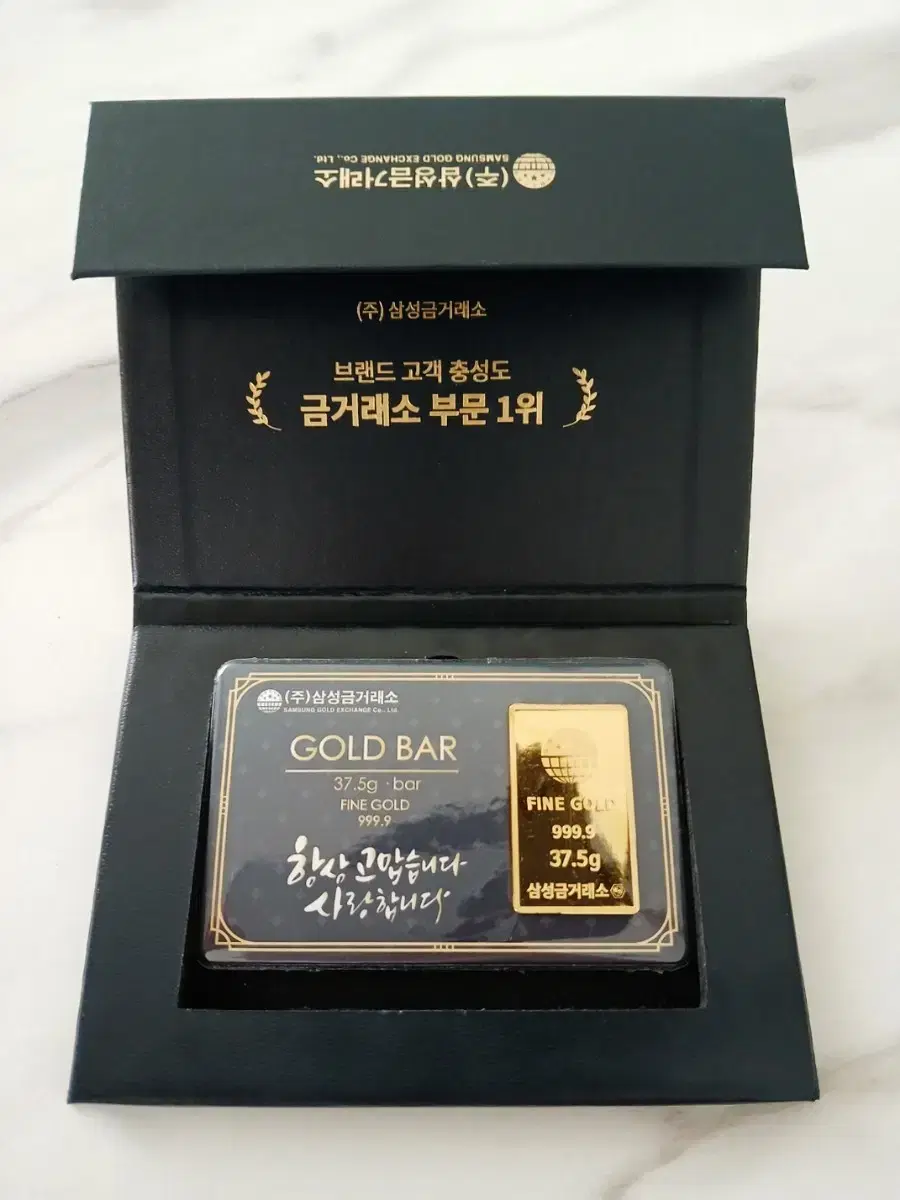 (주)삼성금거래소
SAMSUNG GOLD EXCHANGE Co., Ltd.
(주) 삼성금거래소
브랜드 고객 충성도
금거래소 부문 1위
(주)삼성금거래소
SAMSUNG GOLD EXCHANGE Co., Ltd.
GOLD BAR
37.5g · bar
FINE GOLD
999.9
항상 고맙습니다
사랑합니다
FINE GOLD
999.9
37.5g
삼성금거래소